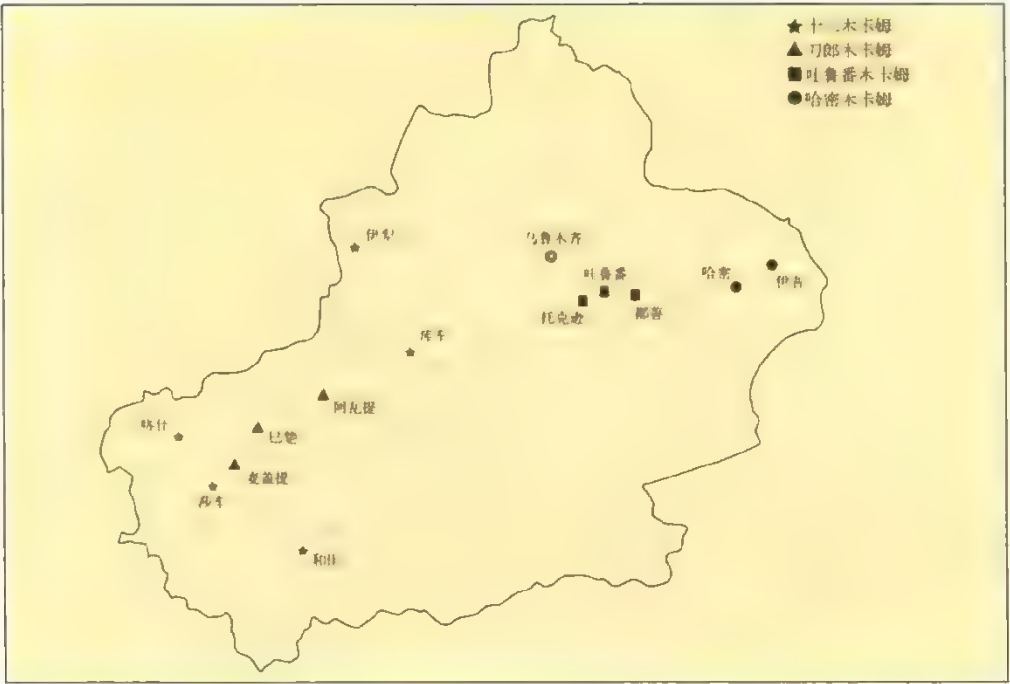 十二木卡姆
刀郎木卡姆
吐鲁番木卡姆
哈密木卡姆
伊犁
乌鲁木齐
吐鲁番
哈密
伊吾
托克逊
鄯善
库车
阿瓦提
喀什
巴楚
麦盖提
莎车
和田